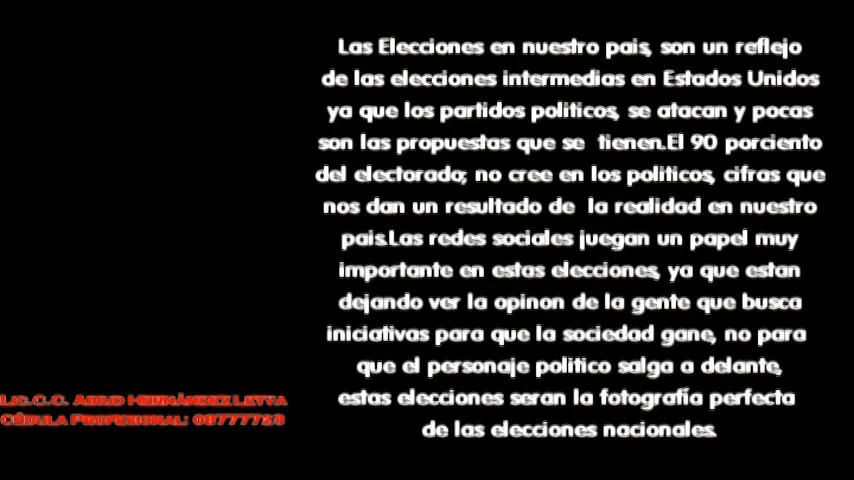 Las Elecciones en nuestro pais, son un reflejo
de las elecciones intermedias en Estados Unidos
ya que los partidos politicos, se atacan y pocas
son las propuestas que se tienen.El 90 porciento
del electorado; no cree en los politicos, cifras que
nos dan un resultado de la realidad en nuestro
pais.Las redes sociales juegan un papel muy
importante en estas elecciones, ya que estan
dejando ver la opinon de la gente que busca
iniciativas para que la sociedad gane, no para
que el personaje politico salga a delante,
estas elecciones seran la fotografía perfecta
de las elecciones nacionales.
Lic.C.C. Hernández Leyva
Cédula Profesional: